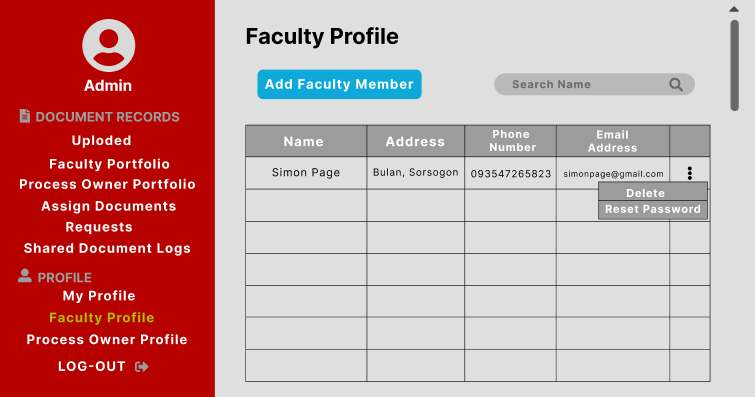 Admin
DOCUMENT RECORDS
Uploded
Faculty Portfolio
Process Owner Portfolio
Assign Documents
Requests
Shared Document Logs
PROFILE
My Profile
Faculty Profile
Process Owner Profile
LOG-OUT
Faculty Profile
Add Faculty Member
Search Name
Name
Address
Phone
Number
Email
Address
Simon Page
Bulan, Sorsogon
093547265823
simonpage@gmail.com
Delete
Reset Password